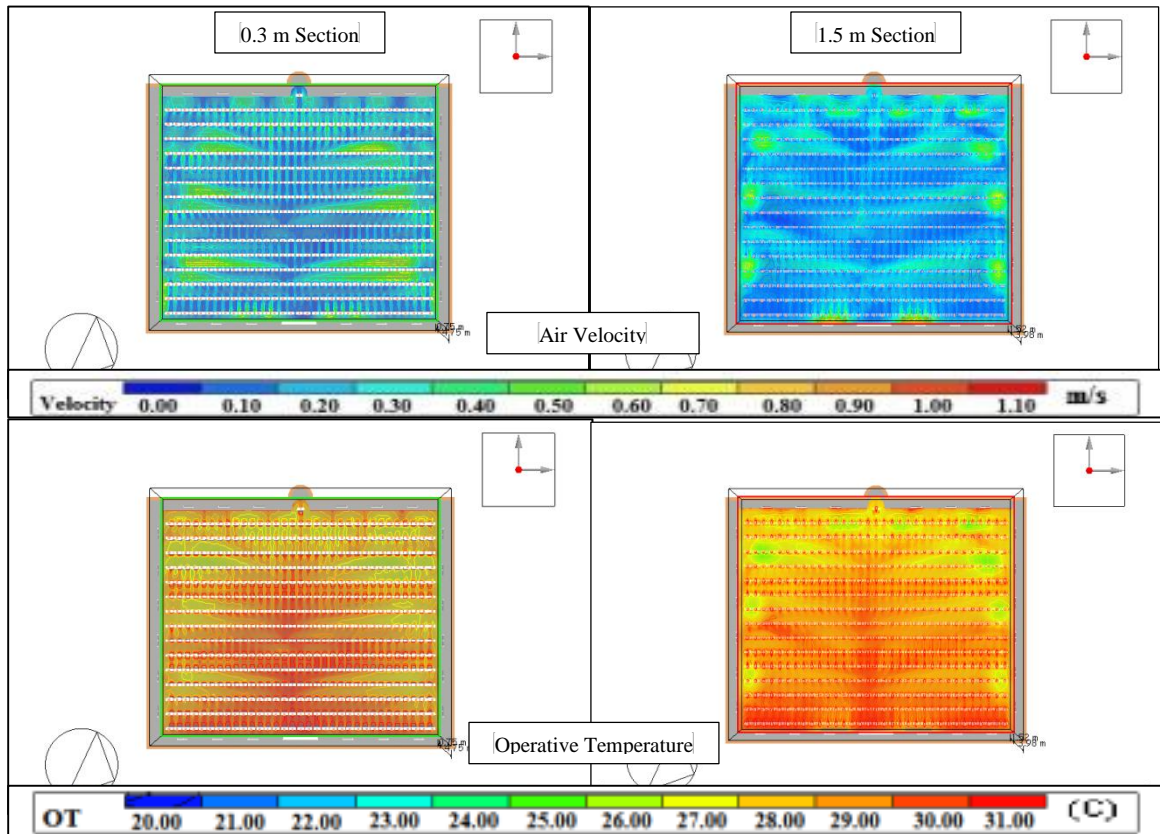 0.3 m Section
1.5 m Section
Air Velocity
Velocity 0.00 0.10 0.20 0.30 0.40 0.50 0.60 0.70 0.80 0.90 1.00 1.10 m/s
Operative Temperature
OT 20.00 21.00 22.00 23.00 24.00 25.00 26.00 27.00 28.00 29.00 30.00 31.00 (C)